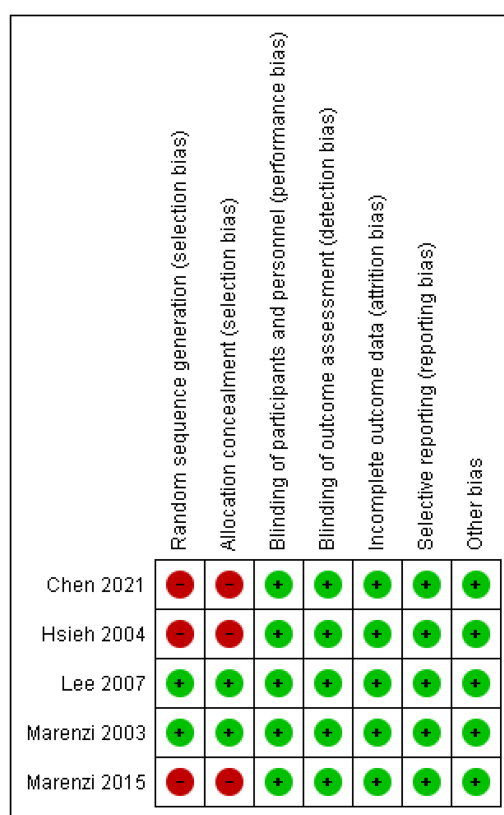 Random sequence generation (selection bias)
Allocation concealment (selection bias)
Blinding of participants and personnel (performance bias)
Blinding of outcome assessment (detection bias)
Incomplete outcome data (attrition bias)
Selective reporting (reporting bias)
Other bias
Chen 2021 - - + + + + +
Hsieh 2004 - - + + + + +
Lee 2007 + + + + + + +
Marenzi 2003 + + + + + + +
Marenzi 2015 - - + + + + +